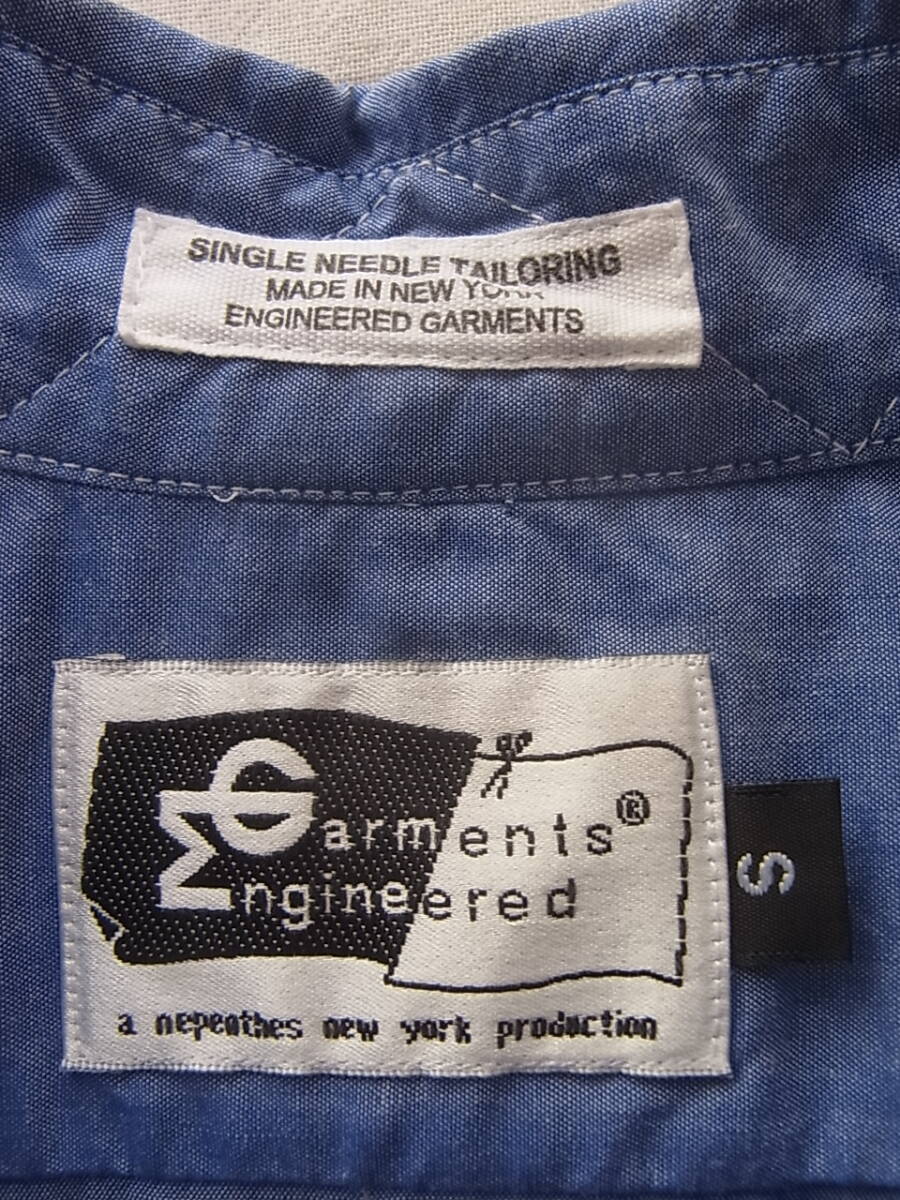 SINGLE NEEDLE TAILORING
MADE IN NEW YORK
ENGINEERED GARMENTS
Garments®
Engineered
a nepenthes new york production
S